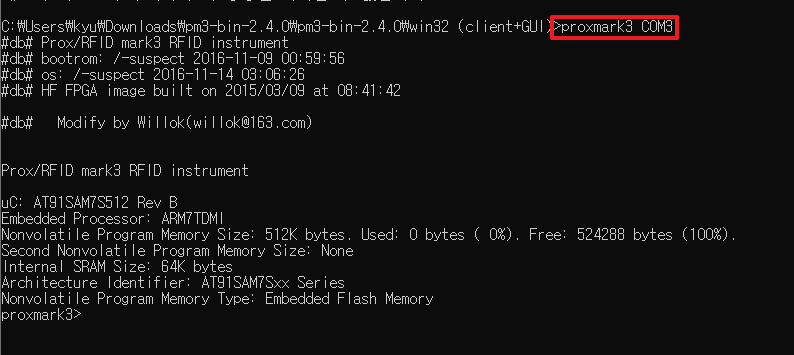 C:₩Users₩kyu₩Downloads₩pm3-bin-2.4.0₩pm3-bin-2.4.0₩win32 (client+GUI)>proxmark3 COM3
#db# Prox/RFID mark3 RFID instrument
#db# bootrom: /-suspect 2016-11-09 00:59:56
#db# os: /-suspect 2016-11-14 03:06:26
#db# HF FPGA image built on 2015/03/09 at 08:41:42
#db#   Modify by Willok(willok@163.com)
Prox/RFID mark3 RFID instrument
uC: AT91SAM7S512 Rev B
Embedded Processor: ARM7TDMI
Nonvolatile Program Memory Size: 512K bytes. Used: 0 bytes ( 0%). Free: 524288 bytes (100%).
Second Nonvolatile Program Memory Size: None
Internal SRAM Size: 64K bytes
Architecture Identifier: AT91SAM7Sxx Series
Nonvolatile Program Memory Type: Embedded Flash Memory
proxmark3>